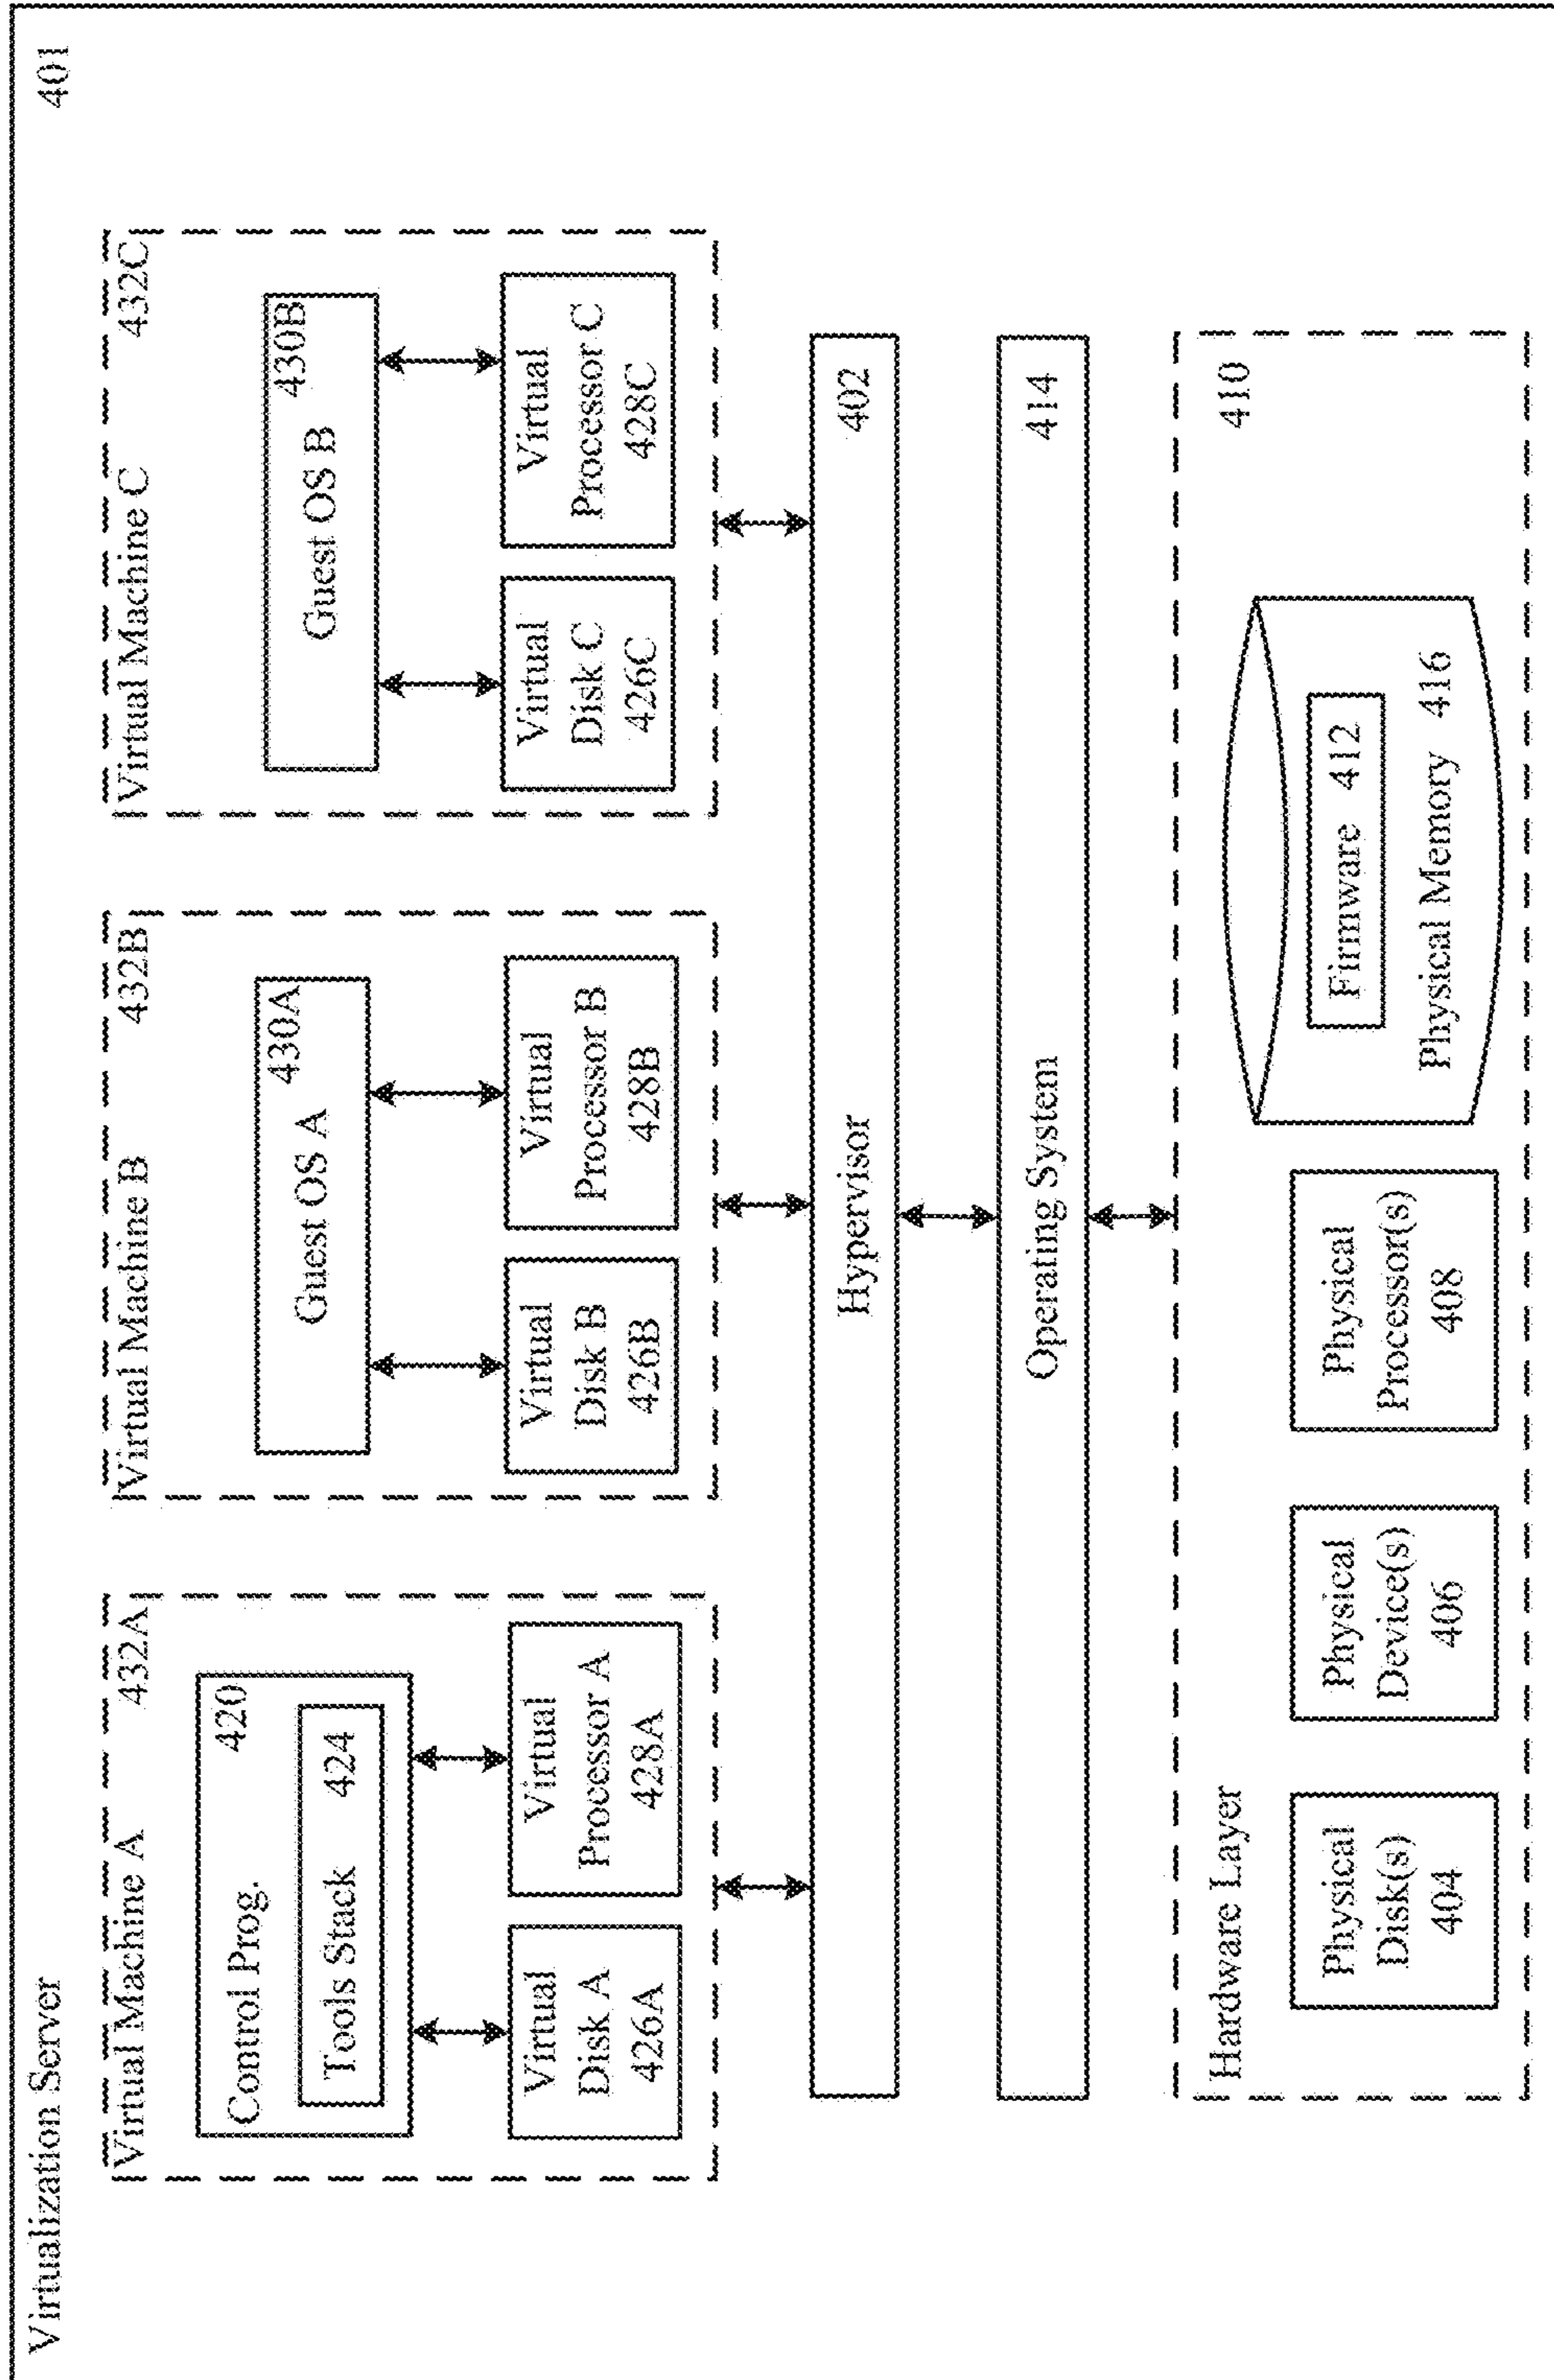 Virtualization Server 401
Virtual Machine A 432A
Control Prog. 420
Tools Stack 424
Virtual
Disk A
426A
Virtual
Processor A
428A
Virtual Machine B 432B
Guest OS A 430A
Virtual
Disk B
426B
Virtual
Processor B
428B
Virtual Machine C 432C
Guest OS B 430B
Virtual
Disk C
426C
Virtual
Processor C
428C
Hypervisor 402
Operating System 414
Hardware Layer 410
Physical
Disk(s)
404
Physical
Device(s)
406
Physical
Processor(s)
408
Firmware 412
Physical Memory 416